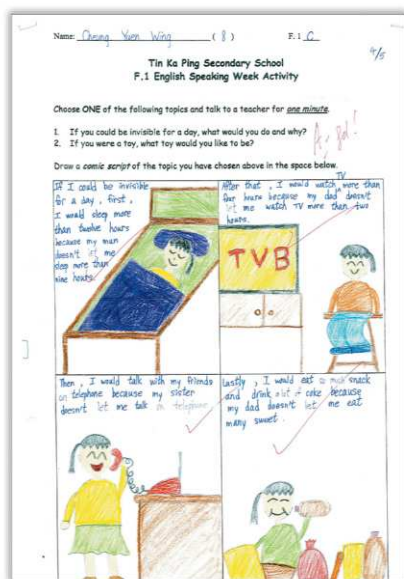 Name: Cheung Yuen Wing (8) F.1 C
4/5
Tin Ka Ping Secondary School
F.1 English Speaking Week Activity
Choose ONE of the following topics and talk to a teacher for one minute.
1. If you could be invisible for a day, what would you do and why?
2. If you were a toy, what toy would you like to be?
Draw a comic script of the topic you have chosen above in the space below.
If I could be invisible
for a day, first,
I would sleep more
than twelve hours
because my mum
doesn't let me
sleep more than
nine hours.
TV
After that, I would watch more than
four hours because my dad doesn't
let me watch TV more than two
hours.
TVB
Then, I would talk with my friends
on telephone because my sister
doesn't let me talk on telephone.
Lastly, I would eat so much snack
and drink a lot of coke because
my dad doesn't let me eat
many sweet.